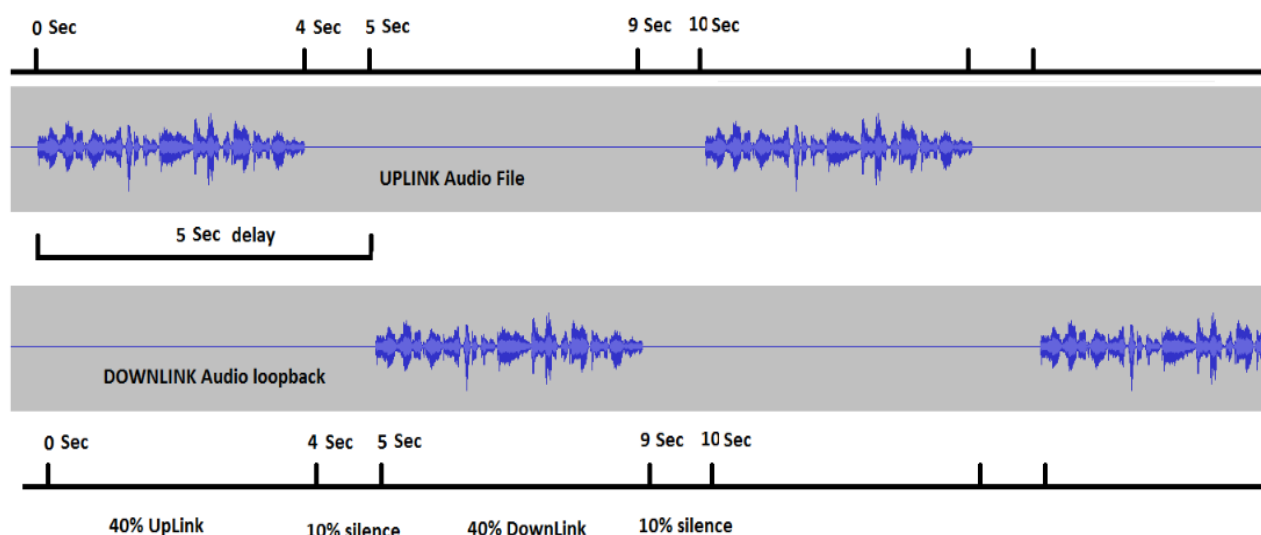 0 Sec 4 Sec 5 Sec 9 Sec 10 Sec
UPLINK Audio File
5 Sec delay
DOWNLINK Audio loopback
0 Sec 4 Sec 5 Sec 9 Sec 10 Sec
40% UpLink 10% silence 40% DownLink 10% silence